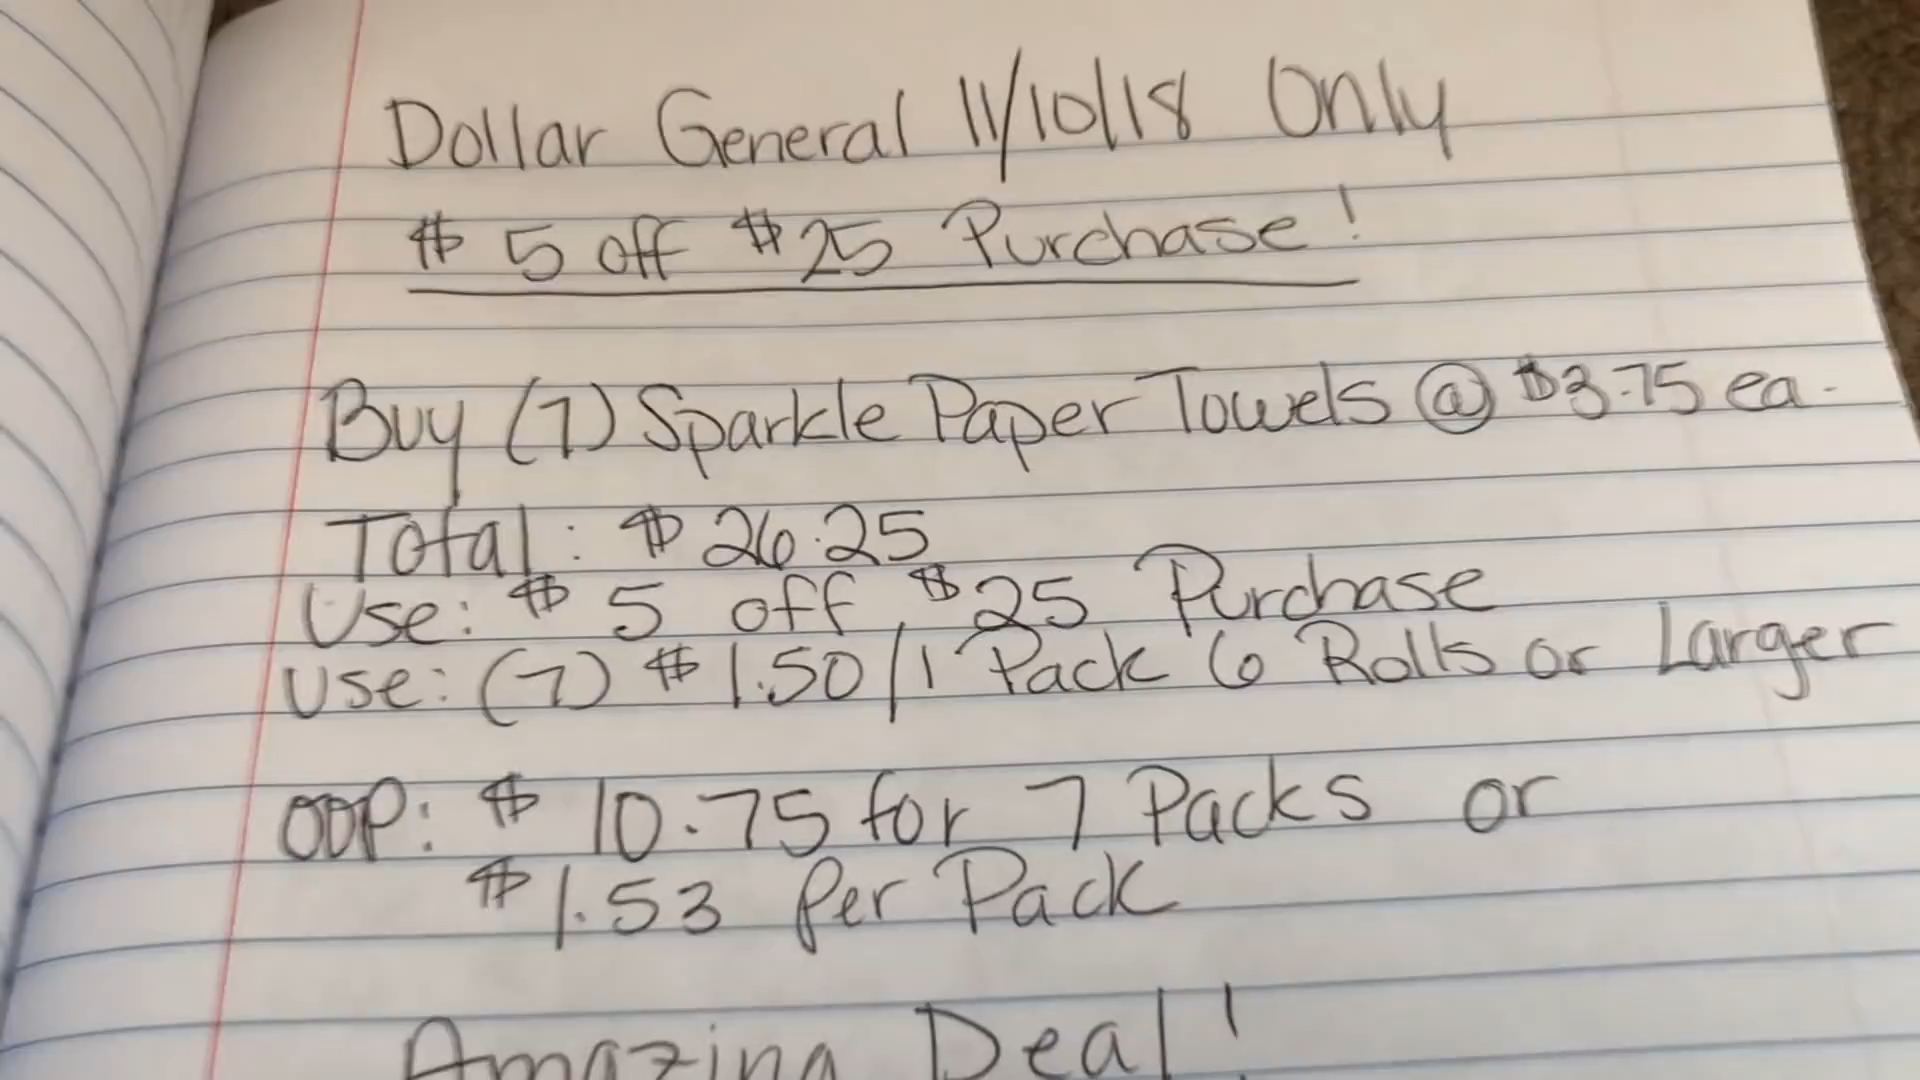 Dollar General 11/10/18 Only
$ 5 off $25 Purchase!
Buy (7) Sparkle Paper Towels @ $3.75 ea.
Total: $ 26.25
Use: $ 5 off $25 Purchase
Use: (7) $ 1.50/1 Pack 6 Rolls or Larger
OOP: $ 10.75 for 7 Packs or
$1.53 Per Pack
Amazing Deal!